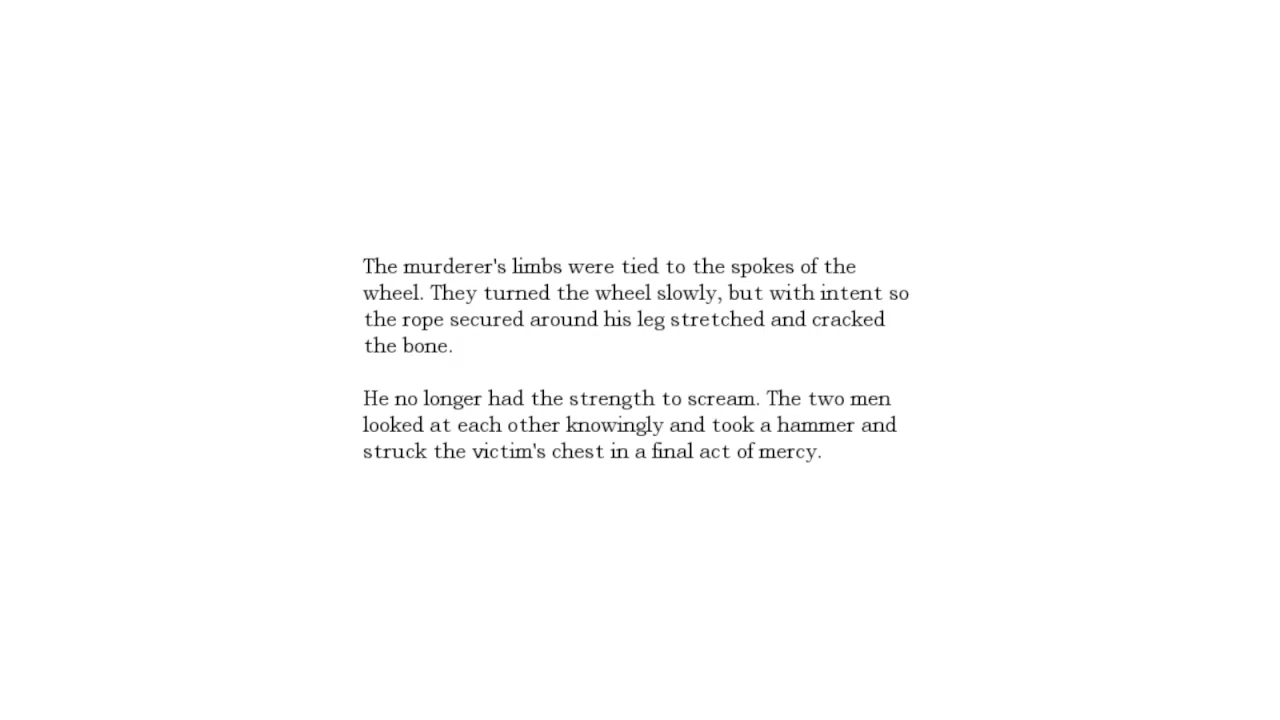 The murderer's limbs were tied to the spokes of the
wheel. They turned the wheel slowly, but with intent so
the rope secured around his leg stretched and cracked
the bone.
He no longer had the strength to scream. The two men
looked at each other knowingly and took a hammer and
struck the victim's chest in a final act of mercy.